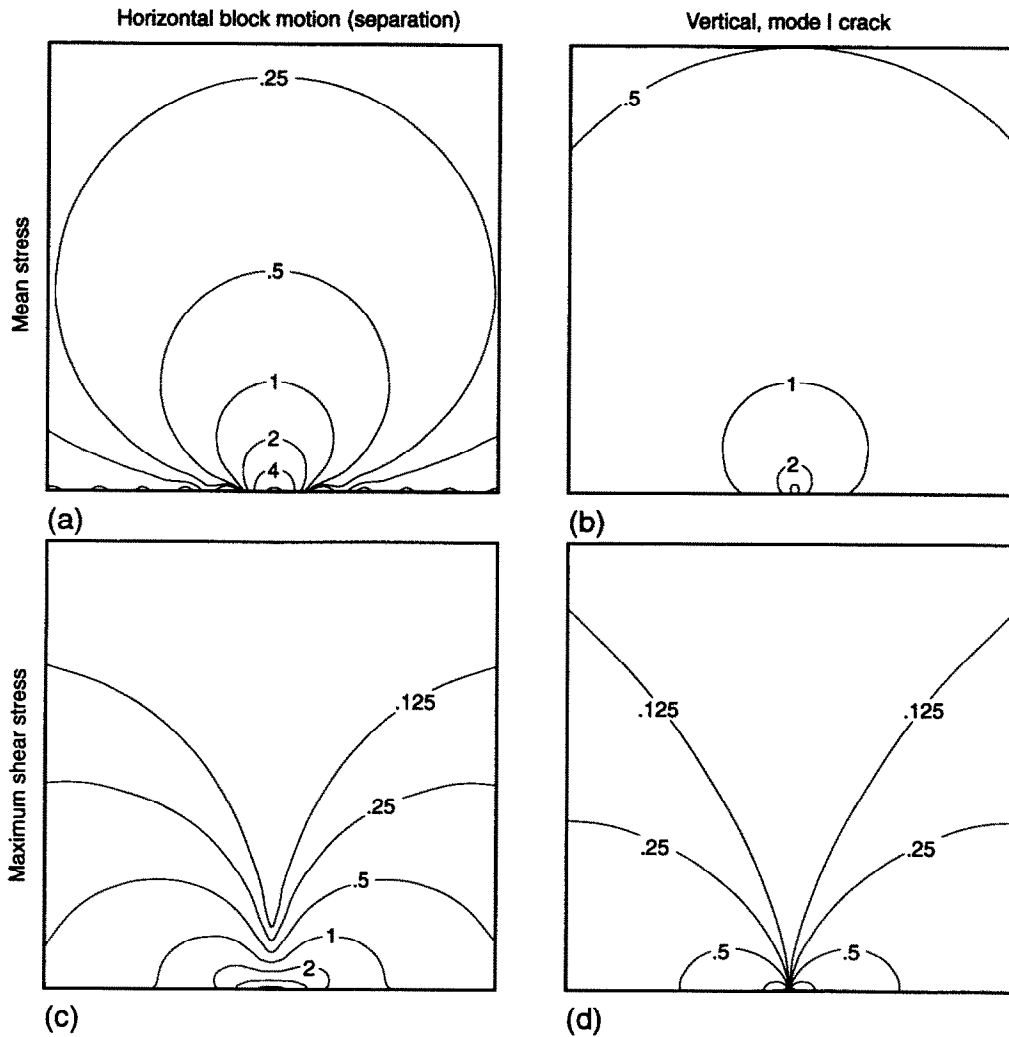 Horizontal block motion (separation)
Vertical, mode I crack
Mean stress
.25
.5
1
2
4
.5
1
2
(a)
(b)
Maximum shear stress
.125
.25
.5
1
2
.125
.125
.25
.25
.5
.5
(c)
(d)